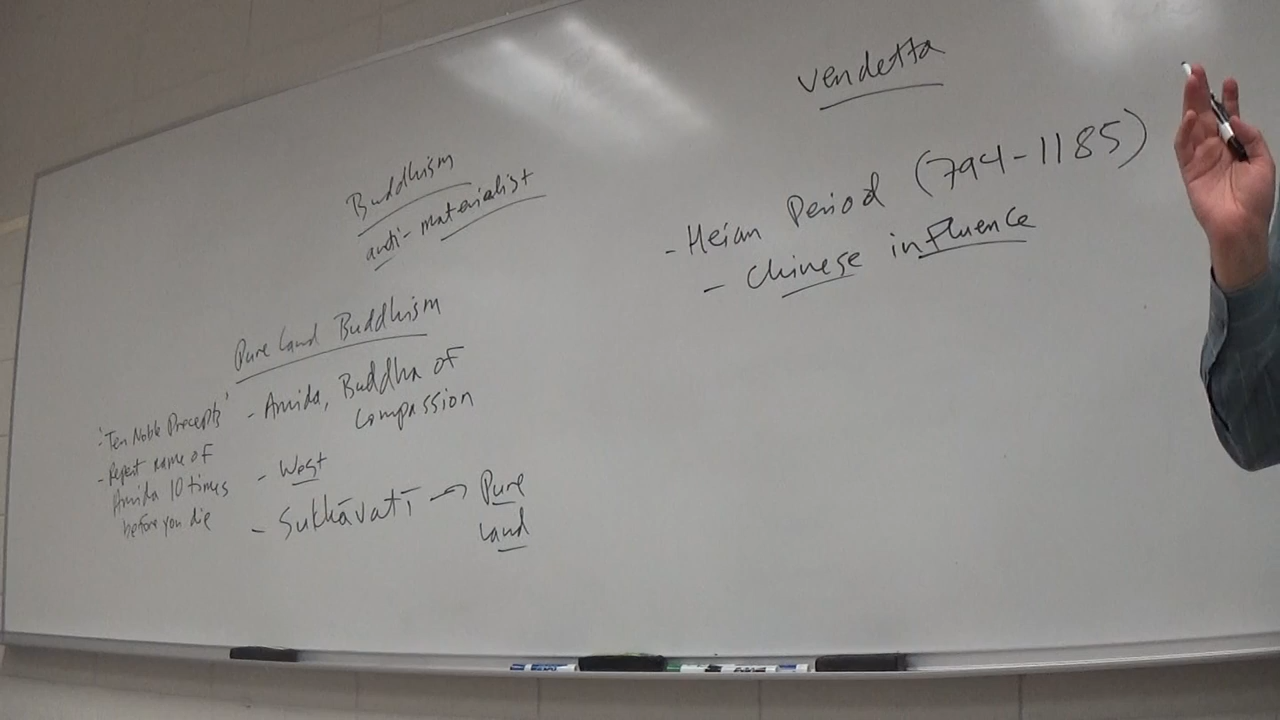 Buddhism
anti-materialist
Pure Land Buddhism
- Amida, Buddha of
Compassion
- West
- Sukhāvatī → Pure
Land
'Ten Noble Precepts'
- Repeat name of
Amida 10 times
before you die
Vendetta
- Heian Period (794-1185)
- Chinese influence